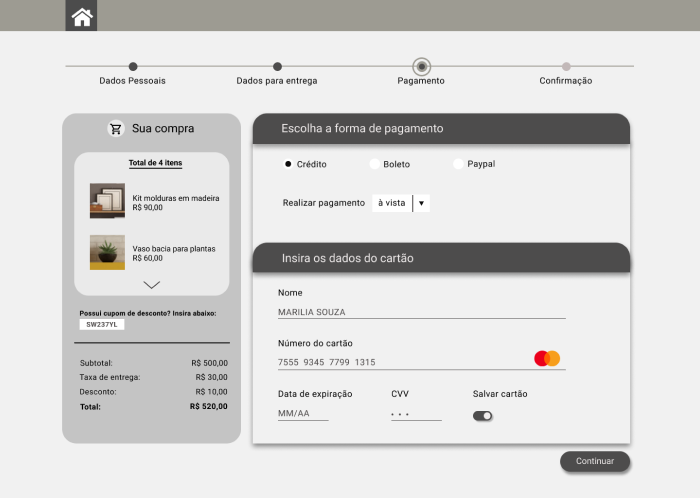 Dados Pessoais
Dados para entrega
Pagamento
Confirmação
Sua compra
Total de 4 itens
Kit molduras em madeira
R$ 90,00
Vaso bacia para plantas
R$ 60,00
Possui cupom de desconto? Insira abaixo:
SW237YL
Subtotal: R$ 500,00
Taxa de entrega: R$ 30,00
Desconto: R$ 10,00
Total: R$ 520,00
Escolha a forma de pagamento
Crédito
Boleto
Paypal
Realizar pagamento à vista
Insira os dados do cartão
Nome
MARILIA SOUZA
Número do cartão
7555 9345 7799 1315
Data de expiração
CVV
Salvar cartão
MM/AA
Continuar